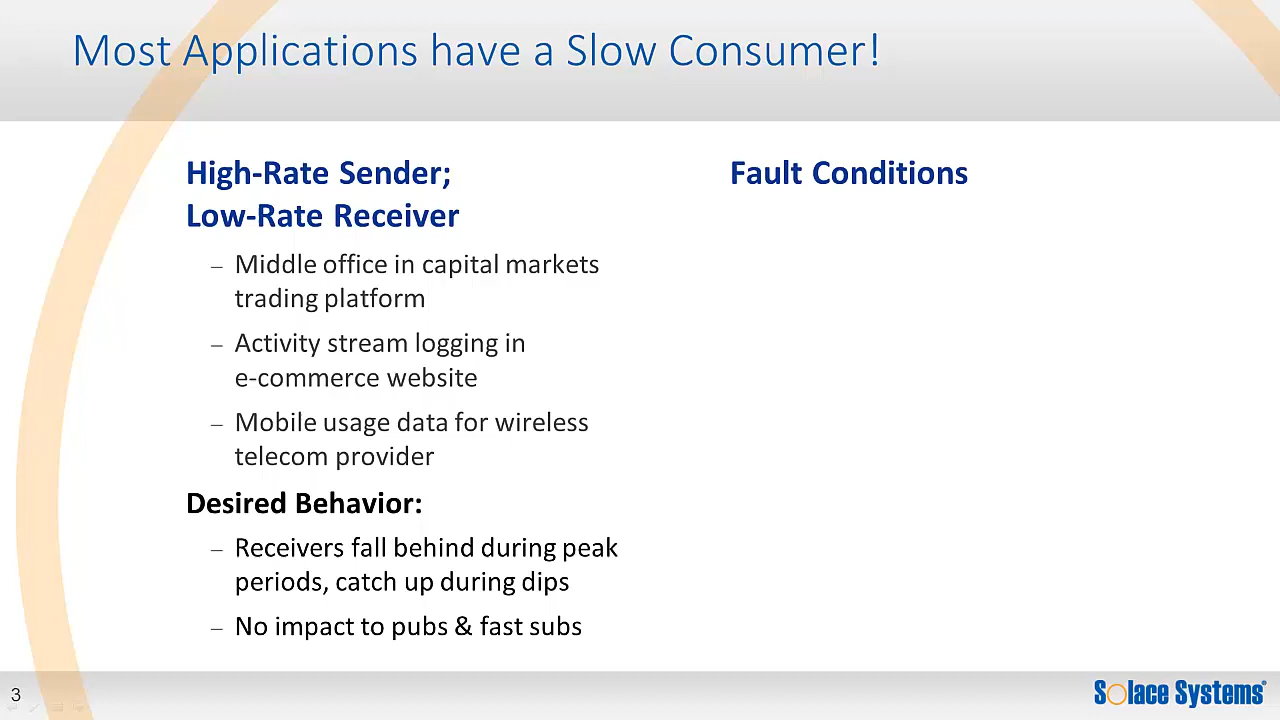 Most Applications have a Slow Consumer!
High-Rate Sender;
Low-Rate Receiver
– Middle office in capital markets
trading platform
– Activity stream logging in
e-commerce website
– Mobile usage data for wireless
telecom provider
Desired Behavior:
– Receivers fall behind during peak
periods, catch up during dips
– No impact to pubs & fast subs
Fault Conditions
3
Solace Systems®